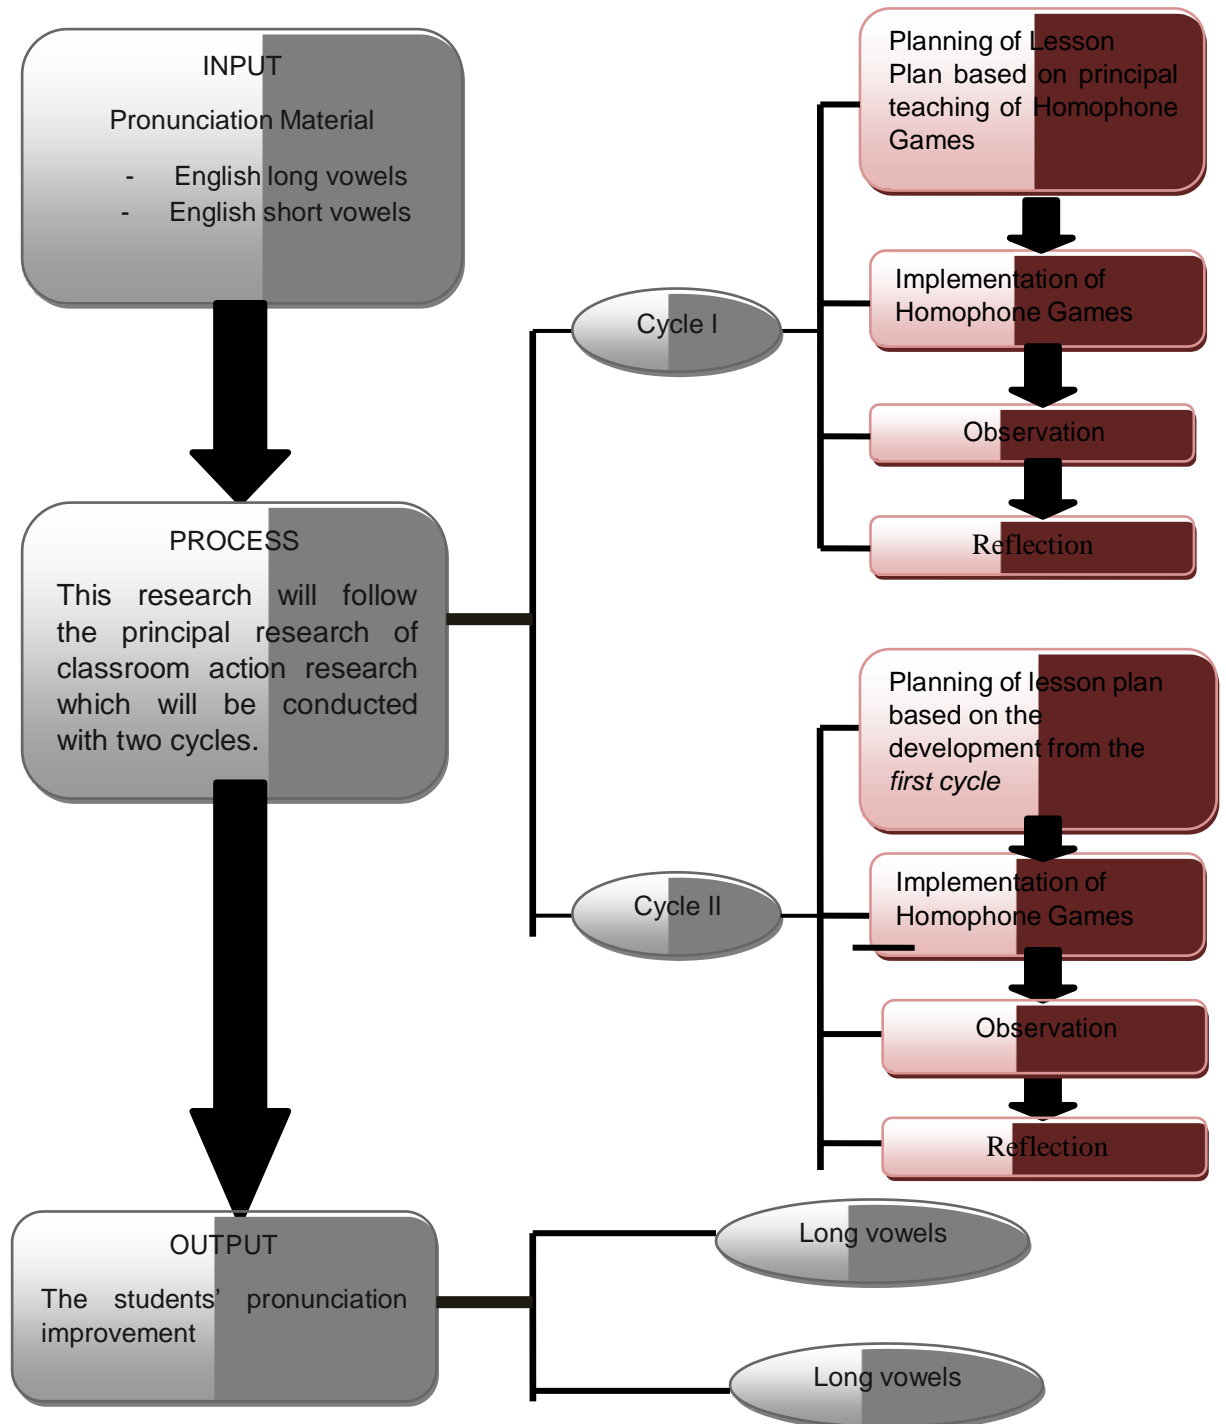 INPUT
Pronunciation Material
- English long vowels
- English short vowels
PROCESS
This research will follow
the principal research of
classroom action research
which will be conducted
with two cycles.
OUTPUT
The students’ pronunciation
improvement
Cycle I
Planning of Lesson
Plan based on principal
teaching of Homophone
Games
Implementation of
Homophone Games
Observation
Reflection
Cycle II
Planning of lesson plan
based on the
development from the
first cycle
Implementation of
Homophone Games
Observation
Reflection
Long vowels
Long vowels